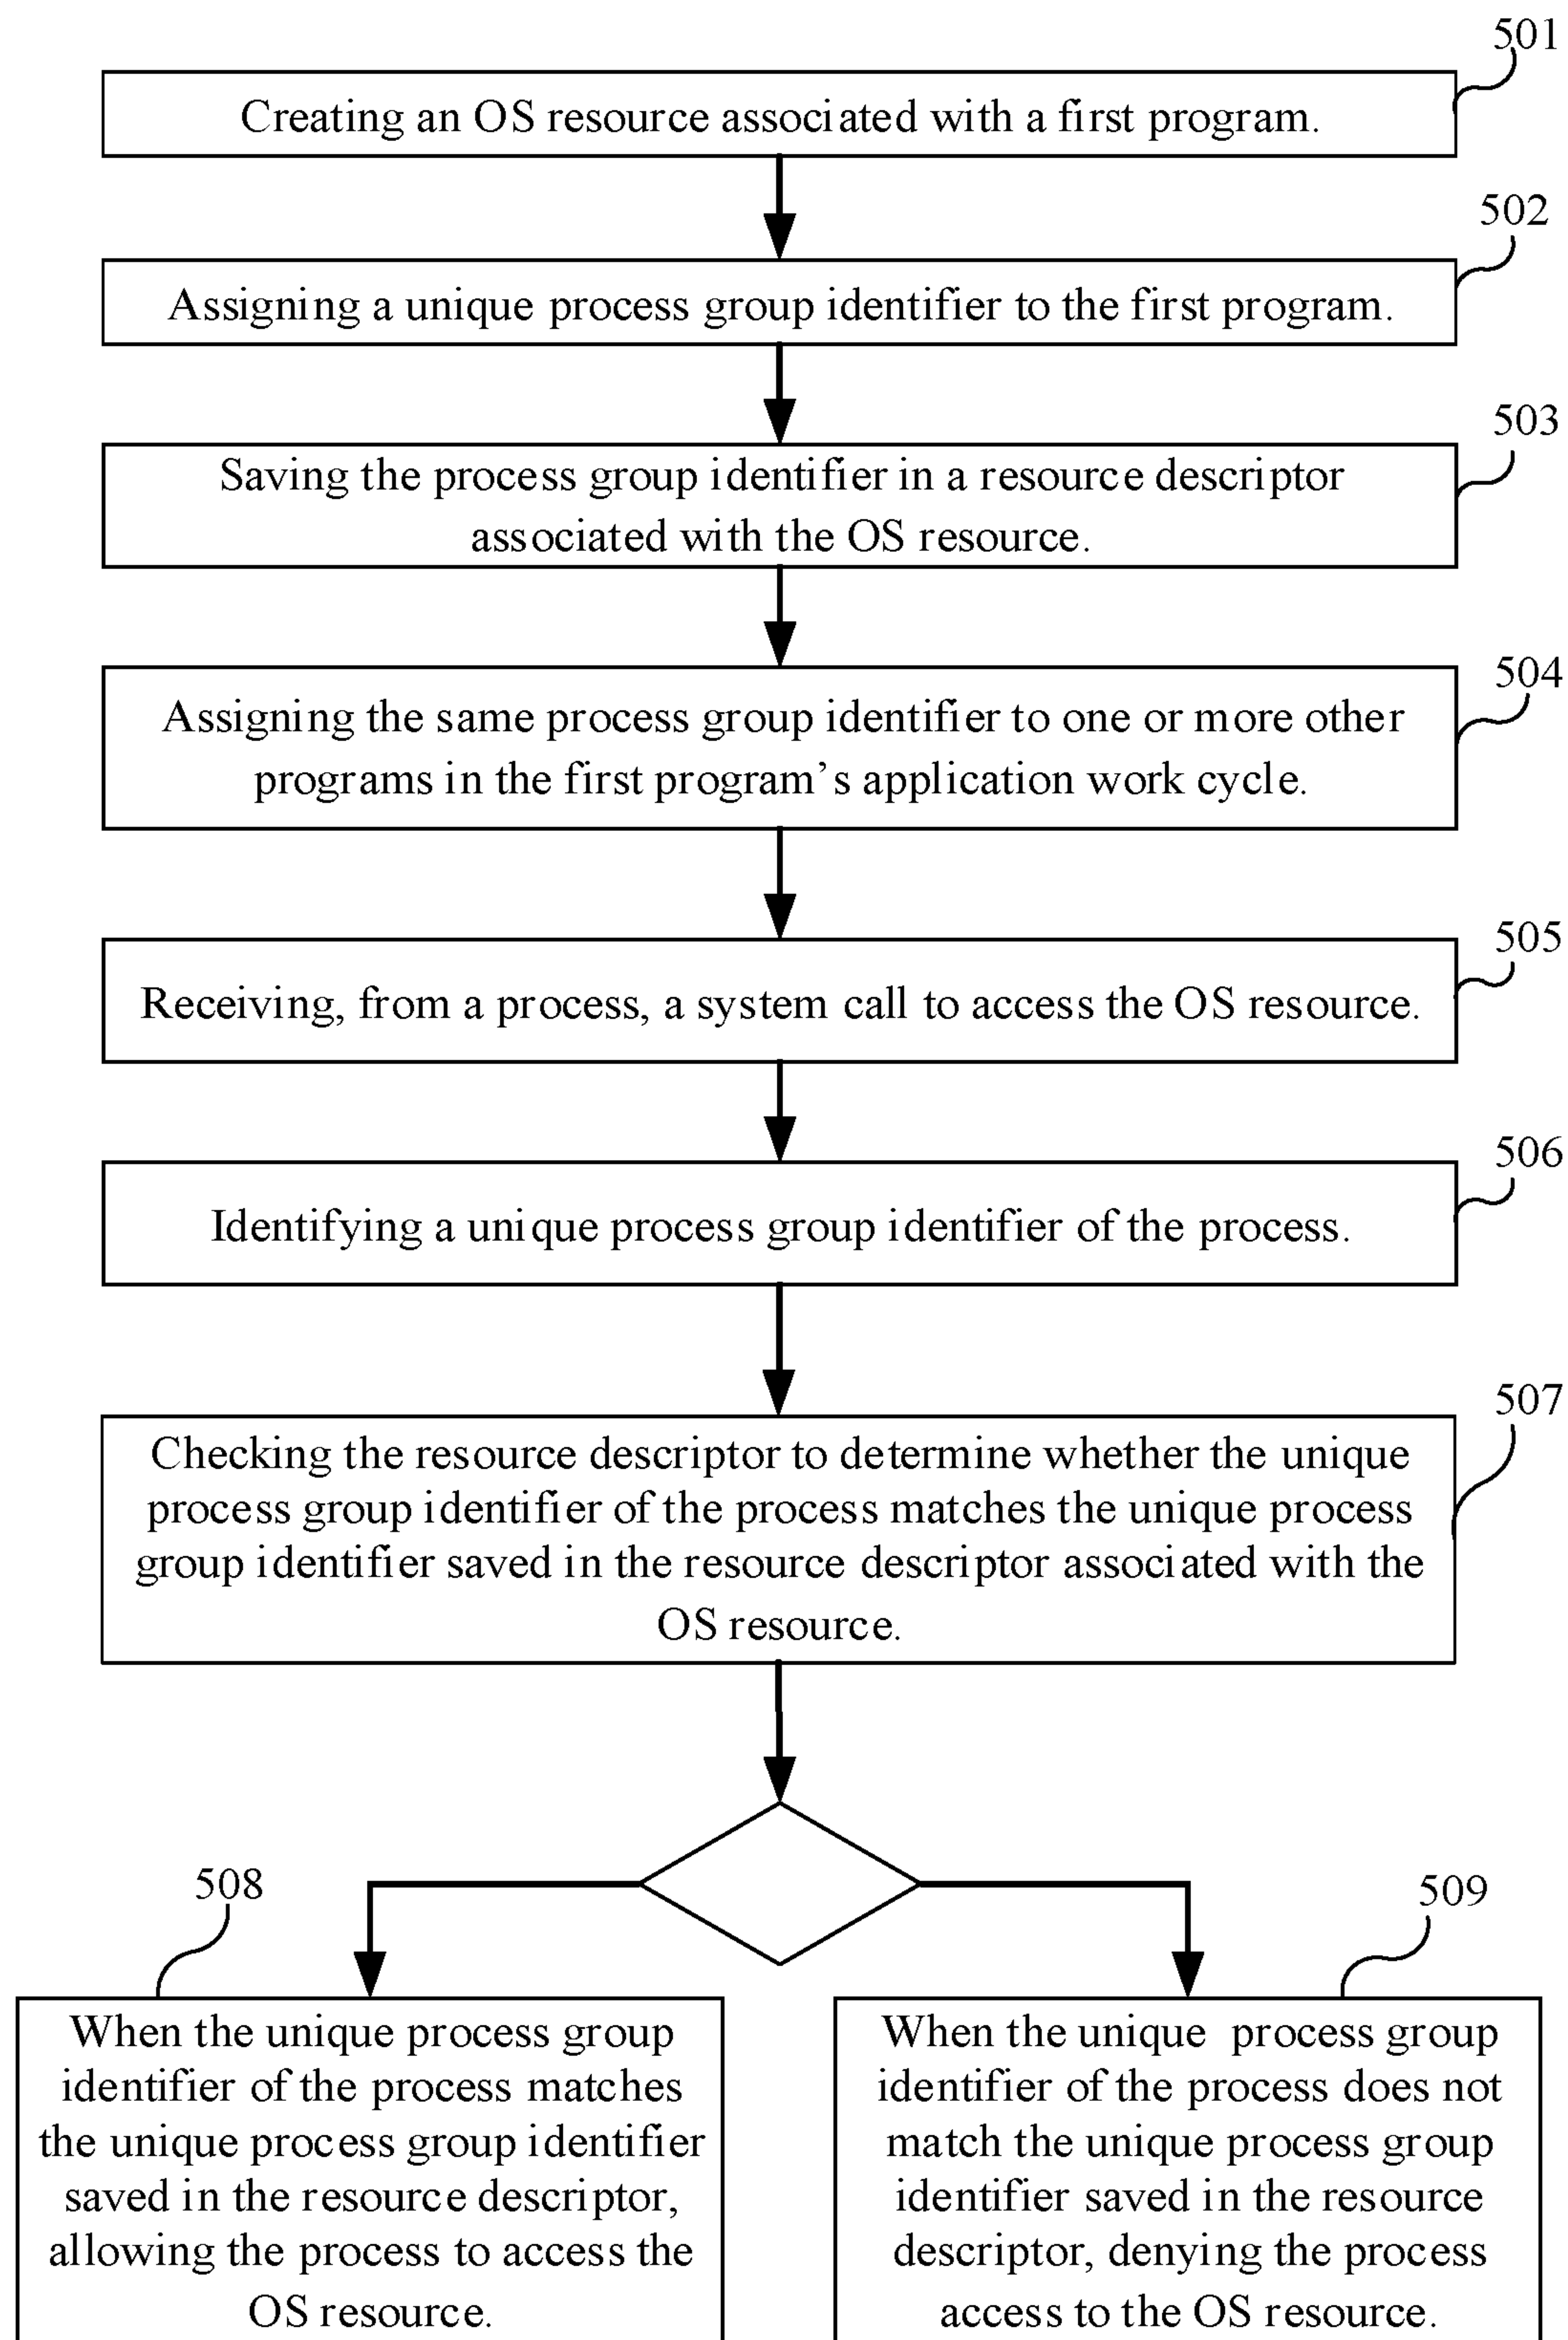 501
Creating an OS resource associated with a first program.
502
Assigning a unique process group identifier to the first program.
503
Saving the process group identifier in a resource descriptor
associated with the OS resource.
504
Assigning the same process group identifier to one or more other
programs in the first program’s application work cycle.
505
Receiving, from a process, a system call to access the OS resource.
506
Identifying a unique process group identifier of the process.
507
Checking the resource descriptor to determine whether the unique
process group identifier of the process matches the unique process
group identifier saved in the resource descriptor associated with the
OS resource.
508
When the unique process group
identifier of the process matches
the unique process group identifier
saved in the resource descriptor,
allowing the process to access the
OS resource.
509
When the unique process group
identifier of the process does not
match the unique process group
identifier saved in the resource
descriptor, denying the process
access to the OS resource.